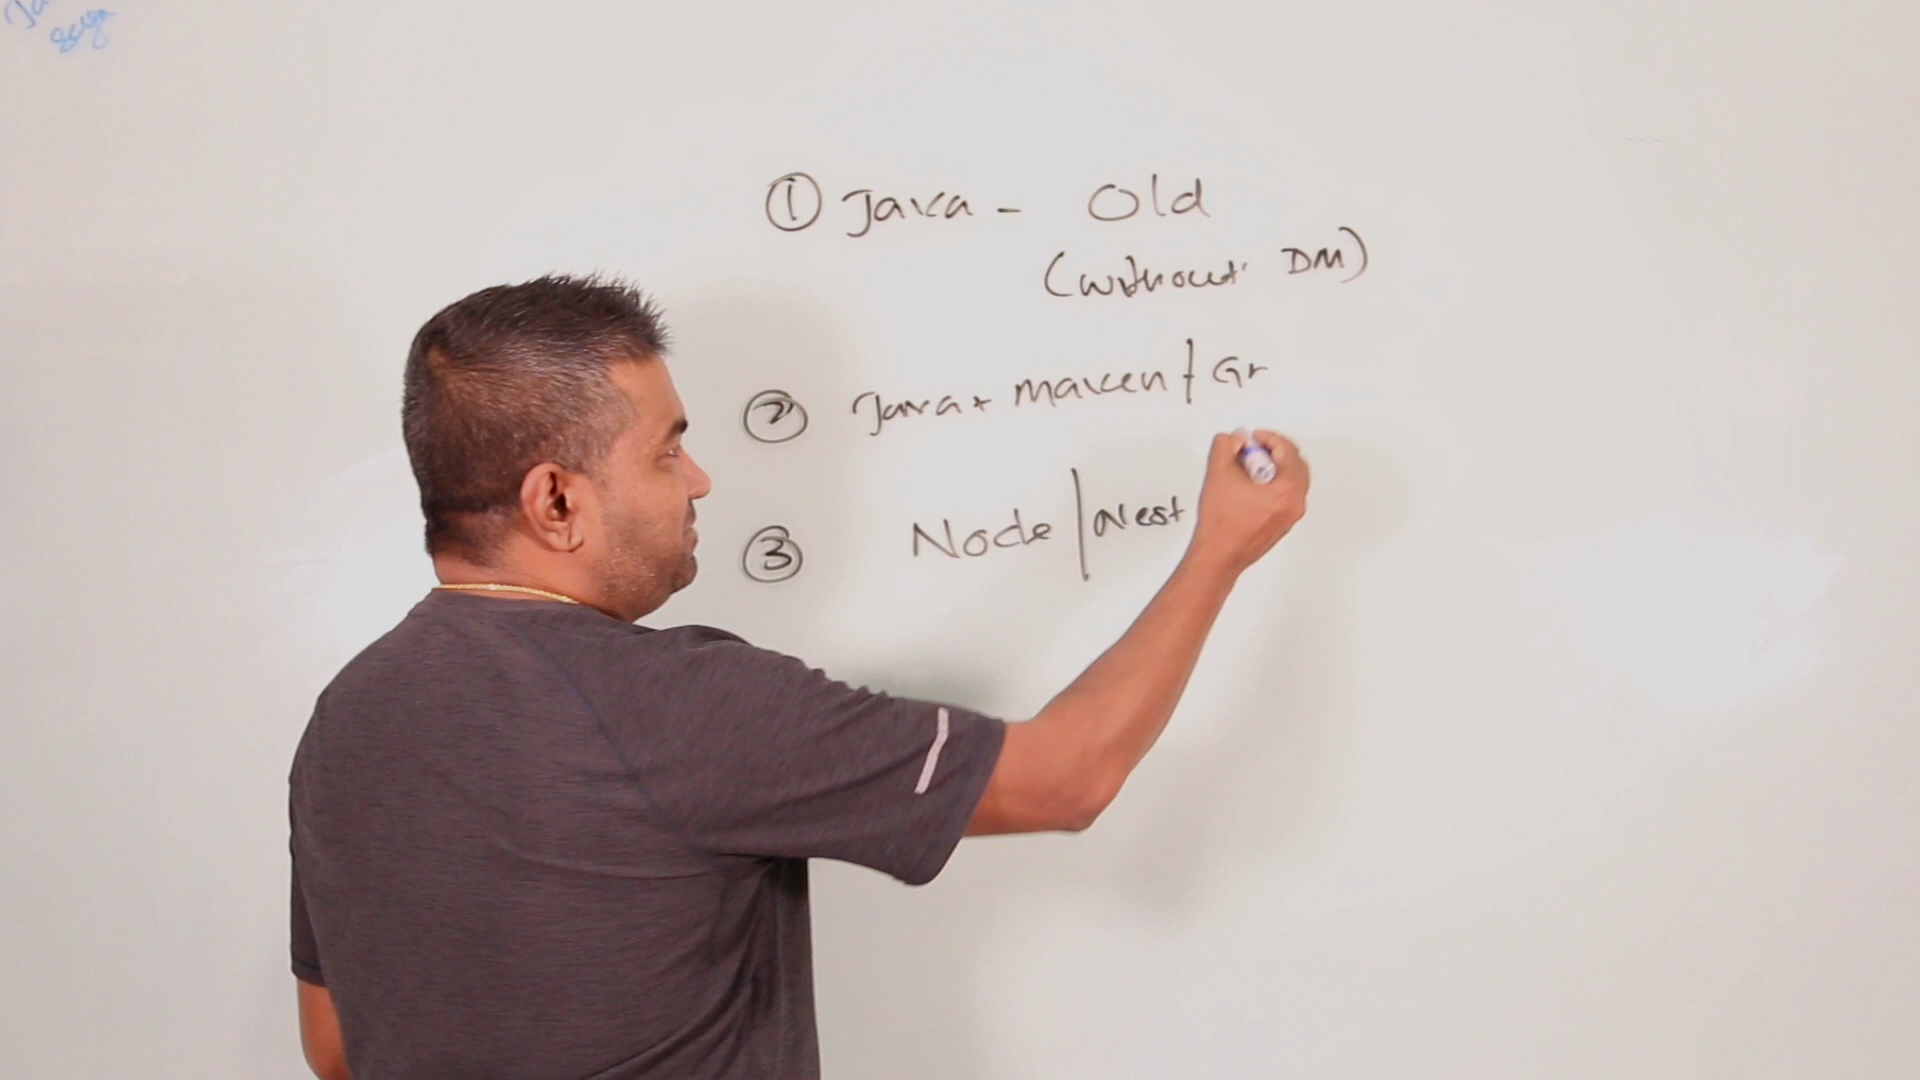 ① Java - Old
(without DM)
② Java + maven / Gr
③ Node | Nest